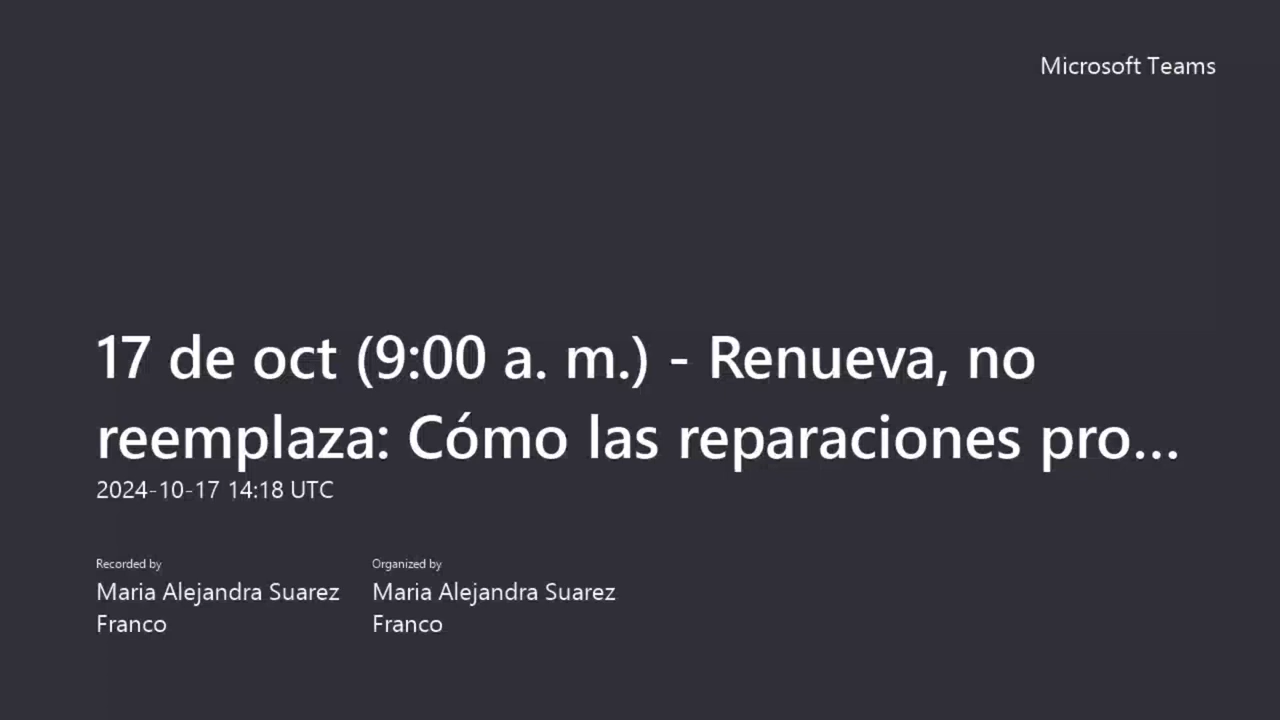 Microsoft Teams
17 de oct (9:00 a. m.) - Renueva, no
reemplaza: Cómo las reparaciones pro...
2024-10-17 14:18 UTC
Recorded by
Maria Alejandra Suarez
Franco
Organized by
Maria Alejandra Suarez
Franco